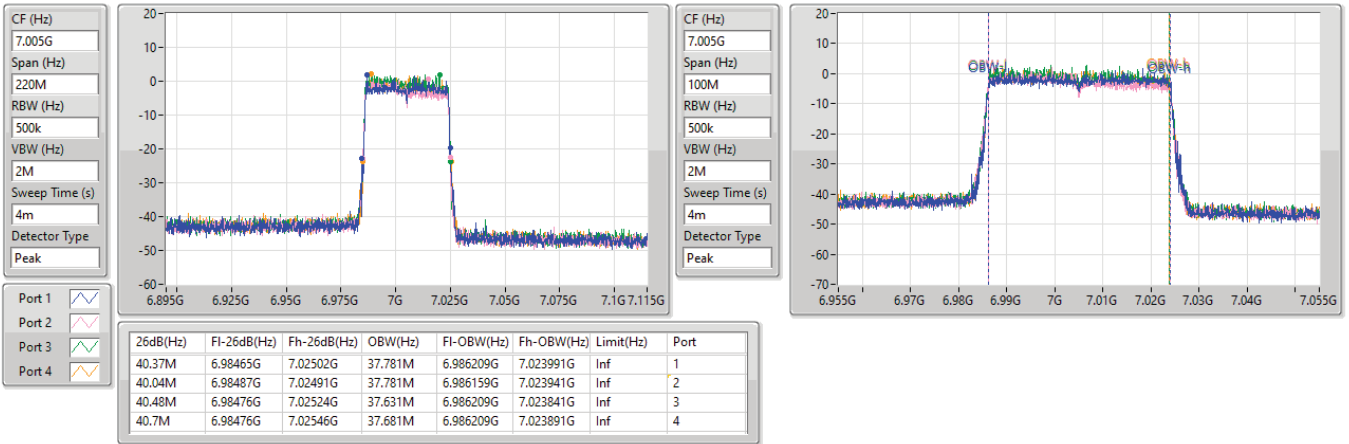 CF (Hz)
7.005G
Span (Hz)
220M
RBW (Hz)
500k
VBW (Hz)
2M
Sweep Time (s)
4m
Detector Type
Peak
20
10
0
-10
-20
-30
-40
-50
-60
6.895G 6.925G 6.95G 6.975G 7G 7.025G 7.05G 7.075G 7.1G 7.115G
CF (Hz)
7.005G
Span (Hz)
100M
RBW (Hz)
500k
VBW (Hz)
2M
Sweep Time (s)
4m
Detector Type
Peak
20
10
0
-10
-20
-30
-40
-50
-60
-70
OBW-h
6.955G 6.97G 6.98G 6.99G 7G 7.01G 7.02G 7.03G 7.04G 7.055G
Port 1
Port 2
Port 3
Port 4
26dB(Hz) Fl-26dB(Hz) Fh-26dB(Hz) OBW(Hz) Fl-OBW(Hz) Fh-OBW(Hz) Limit(Hz) Port
40.37M 6.98465G 7.02502G 37.781M 6.986209G 7.023991G Inf 1
40.04M 6.98487G 7.02491G 37.781M 6.986159G 7.023941G Inf 2
40.48M 6.98476G 7.02524G 37.631M 6.986209G 7.023841G Inf 3
40.7M 6.98476G 7.02546G 37.681M 6.986209G 7.023891G Inf 4